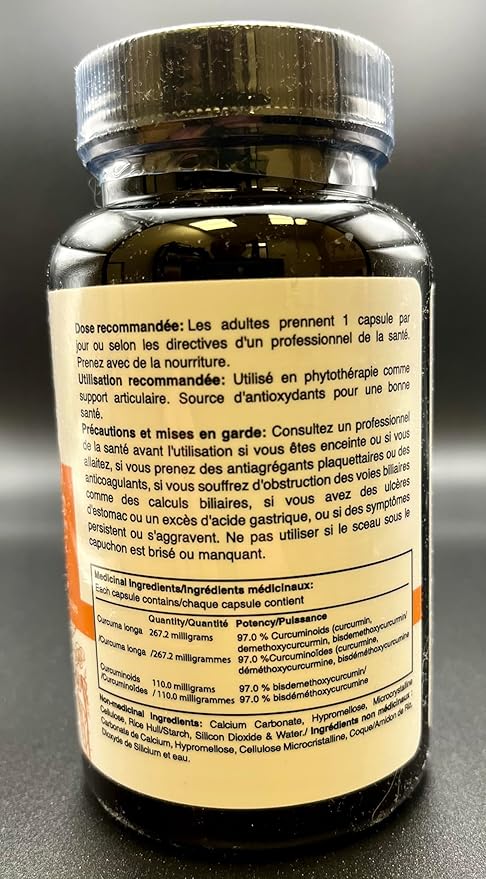 Dose recommandée: Les adultes prennent 1 capsule par
jour ou selon les directives d'un professionnel de la santé.
Prenez avec de la nourriture.
Utilisation recommandée: Utilisé en phytothérapie comme
support articulaire. Source d'antioxydants pour une bonne
santé.
Précautions et mises en garde: Consultez un professionnel
de la santé avant l'utilisation si vous êtes enceinte ou si vous
allaitez, si vous prenez des antiagrégants plaquettaires ou des
anticoagulants, si vous souffrez d'obstruction des voies biliaires
comme des calculs biliaires, si vous avez des ulcères
d'estomac ou un excès d'acide gastrique, ou si des symptômes
persistent ou s'aggravent. Ne pas utiliser si le sceau sous le
capuchon est brisé ou manquant.
Medicinal Ingredients/Ingrédients médicinaux:
Each capsule contains/chaque capsule contient
Quantity/Quantité Potency/Puissance
Curcuma longa 267.2 milligrams 97.0 % Curcuminoids (curcumin,
demethoxycurcumin, bisdemethoxycurcumin/
/Curcuma longa /267.2 milligrammes 97.0 %Curcuminoïdes (curcumine,
déméthoxycurcumine, bisdéméthoxycurcumine
Curcuminoids 110.0 milligrams 97.0 % bisdemethoxycurcumin/
/Curcuminoïdes / 110.0 milligrammes 97.0 % bisdéméthoxycurcumine
Non-medicinal Ingredients: Calcium Carbonate, Hypromellose, Microcrystalline
Cellulose, Rice Hull/Starch, Silicon Dioxide & Water./ Ingrédients non médicinaux :
Carbonate de Calcium, Hypromellose, Cellulose Microcristalline, Coque/Amidon de Riz,
Dioxyde de Silicium et eau.